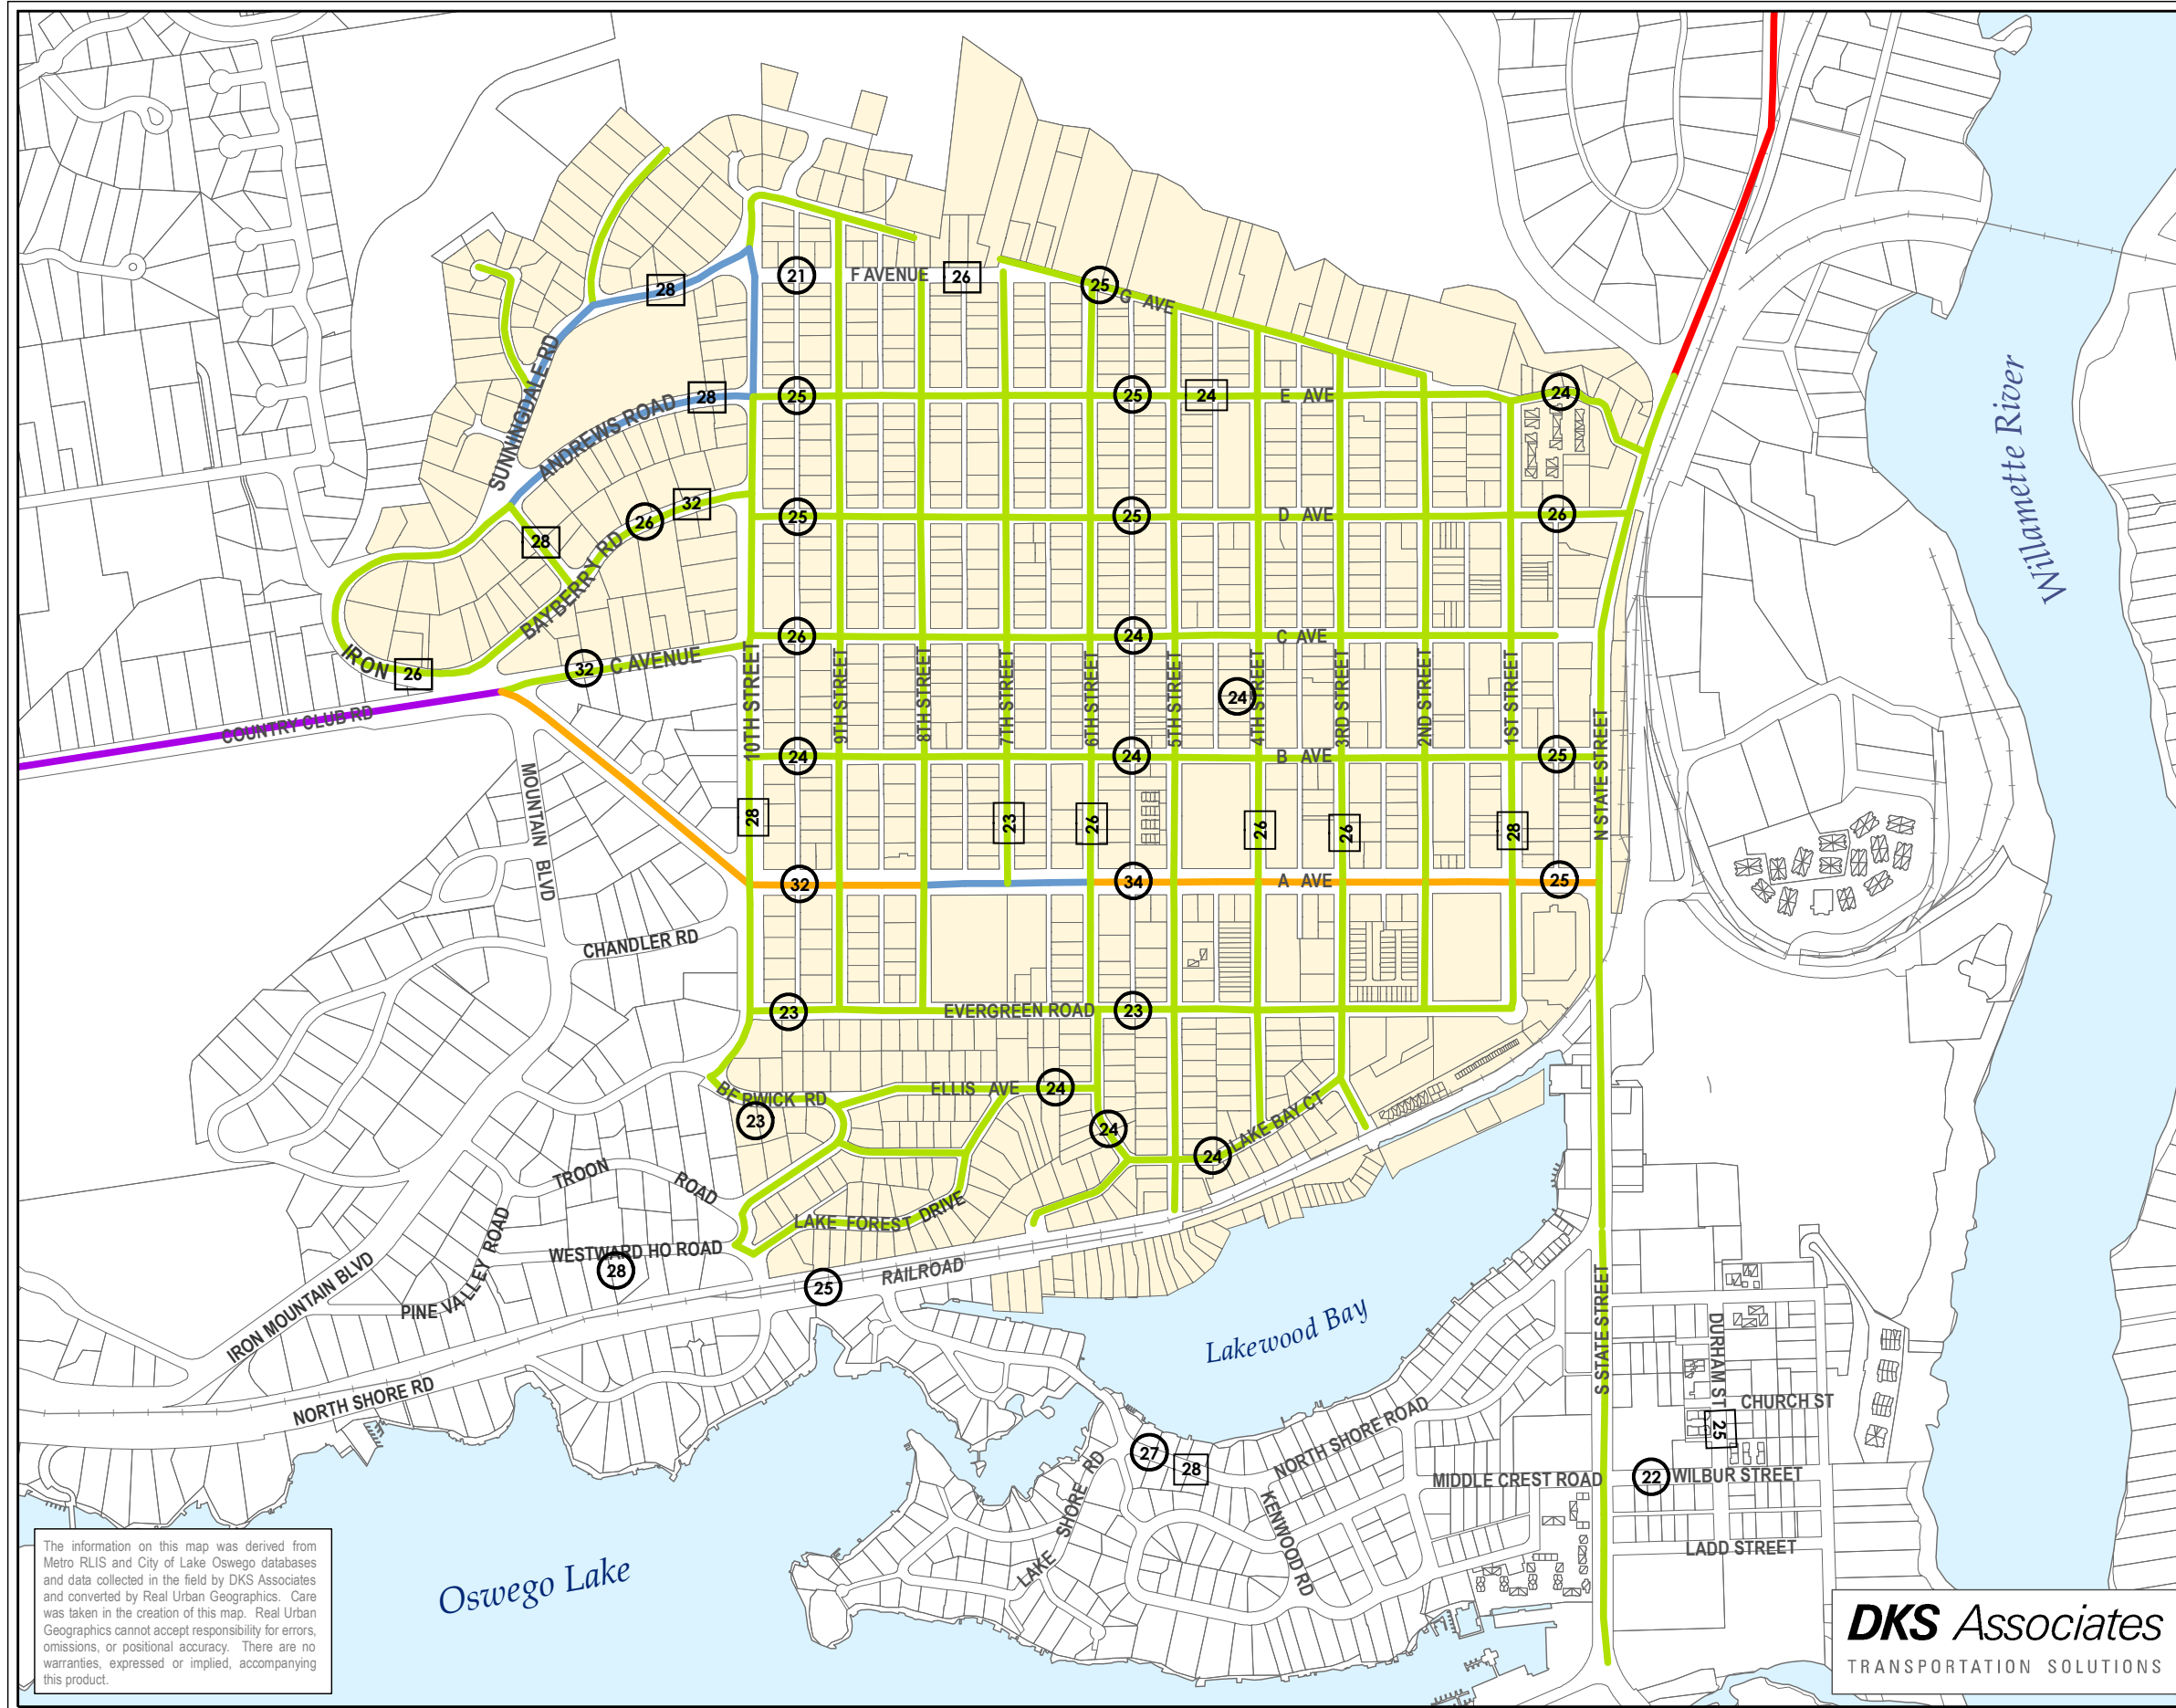 21
F AVENUE
26
25
G AVE
28
SUNNINGDALE RD
28
ANDREWS ROAD
25
25
24
E AVE
24
Willamette River
32
26
28
BAYBERRY RD
25
25
D AVE
26
IRON
26
32
C AVENUE
26
24
C AVE
COUNTRY CLUB RD
10TH STREET
9TH STREET
8TH STREET
7TH STREET
6TH STREET
5TH STREET
24
4TH STREET
3RD STREET
2ND STREET
1ST STREET
N STATE STREET
24
24
B AVE
25
MOUNTAIN BLVD
28
23
26
26
26
28
32
34
A AVE
25
CHANDLER RD
23
EVERGREEN ROAD
23
BERWICK RD
23
ELLIS AVE
24
24
24
LAKE BAY CT
TROON ROAD
LAKE FOREST DRIVE
WESTWARD HO ROAD
28
PINE VALLEY ROAD
IRON MOUNTAIN BLVD
25
RAILROAD
NORTH SHORE RD
Lakewood Bay
S STATE STREET
DURHAM ST
CHURCH ST
25
27
28
NORTH SHORE ROAD
MIDDLE CREST ROAD
22
WILBUR STREET
LAKE SHORE RD
KENWOOD RD
LADD STREET
Oswego Lake
The information on this map was derived from
Metro RLIS and City of Lake Oswego databases
and data collected in the field by DKS Associates
and converted by Real Urban Geographics. Care
was taken in the creation of this map. Real Urban
Geographics cannot accept responsibility for errors,
omissions, or positional accuracy. There are no
warranties, expressed or implied, accompanying
this product.
DKS Associates
TRANSPORTATION SOLUTIONS